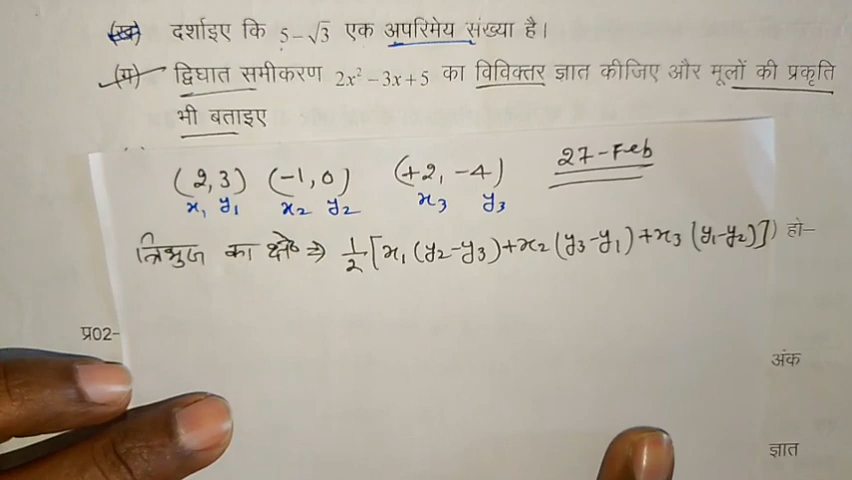 (ख) दर्शाइए कि 5-√3 एक अपरिमेय संख्या है।
(ग) द्विघात समीकरण 2x²-3x+5 का विविक्तर ज्ञात कीजिए और मूलों की प्रकृति
भी बताइए
(2,3) (-1,0) (+2,-4) 27-Feb
x₁ y₁ x₂ y₂ x₃ y₃
त्रिभुज का क्षे० ⇒ 1/2 [x₁(y₂-y₃)+x₂(y₃-y₁)+x₃(y₁-y₂)] ) हो–
प्र02-
अंक
ज्ञात